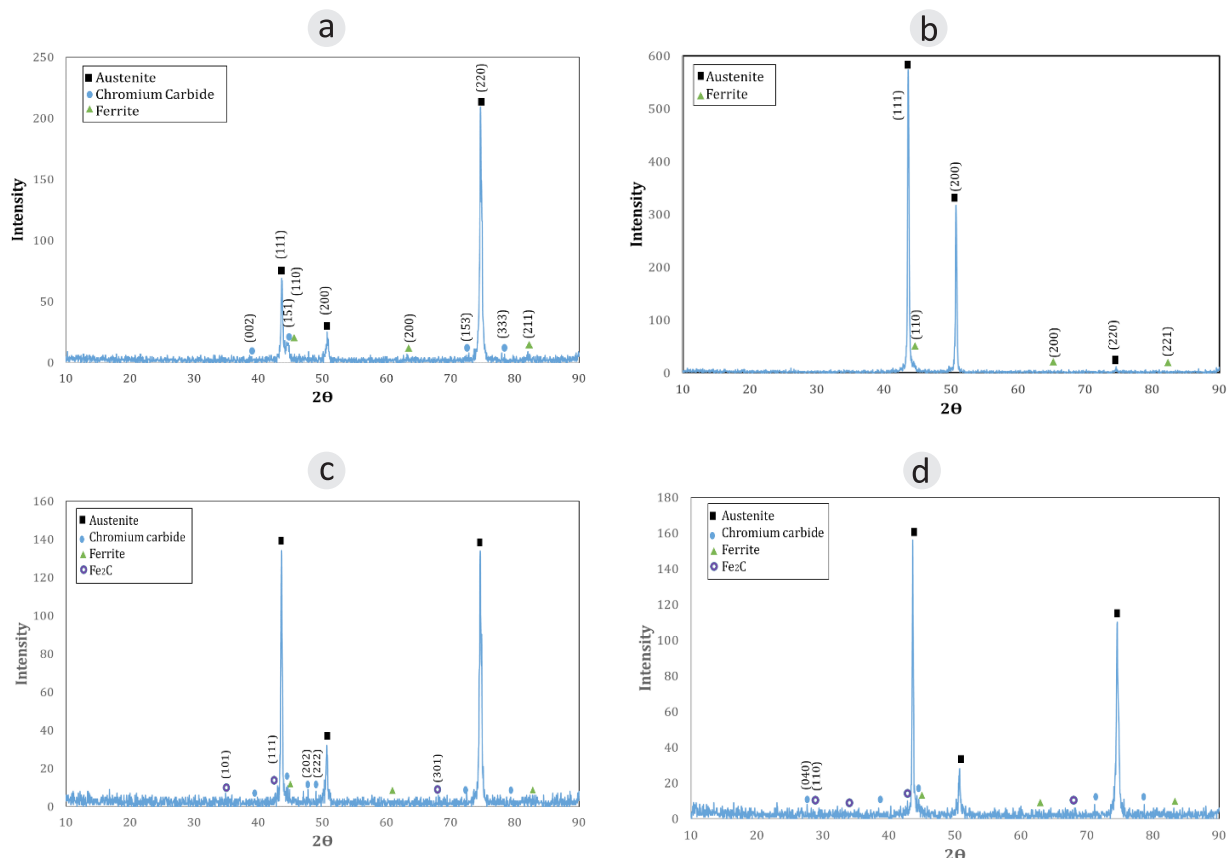 a
250
200
150
100
50
0
Intensity
Austenite
Chromium Carbide
Ferrite
(002)
(111)
(151)
(110)
(200)
(200)
(153)
(220)
(333)
(211)
10 20 30 40 50 60 70 80 90
2Θ
b
600
500
400
300
200
100
0
Intensity
Austenite
Ferrite
(111)
(110)
(200)
(200)
(220)
(221)
10 20 30 40 50 60 70 80 90
2Θ
c
160
140
120
100
80
60
40
20
0
Intensity
Austenite
Chromium carbide
Ferrite
Fe2C
(101)
(111)
(202)
(222)
(301)
10 20 30 40 50 60 70 80 90
2Θ
d
180
160
140
120
100
80
60
40
20
0
Intensity
Austenite
Chromium carbide
Ferrite
Fe2C
(040)
(110)
10 20 30 40 50 60 70 80 90
2Θ